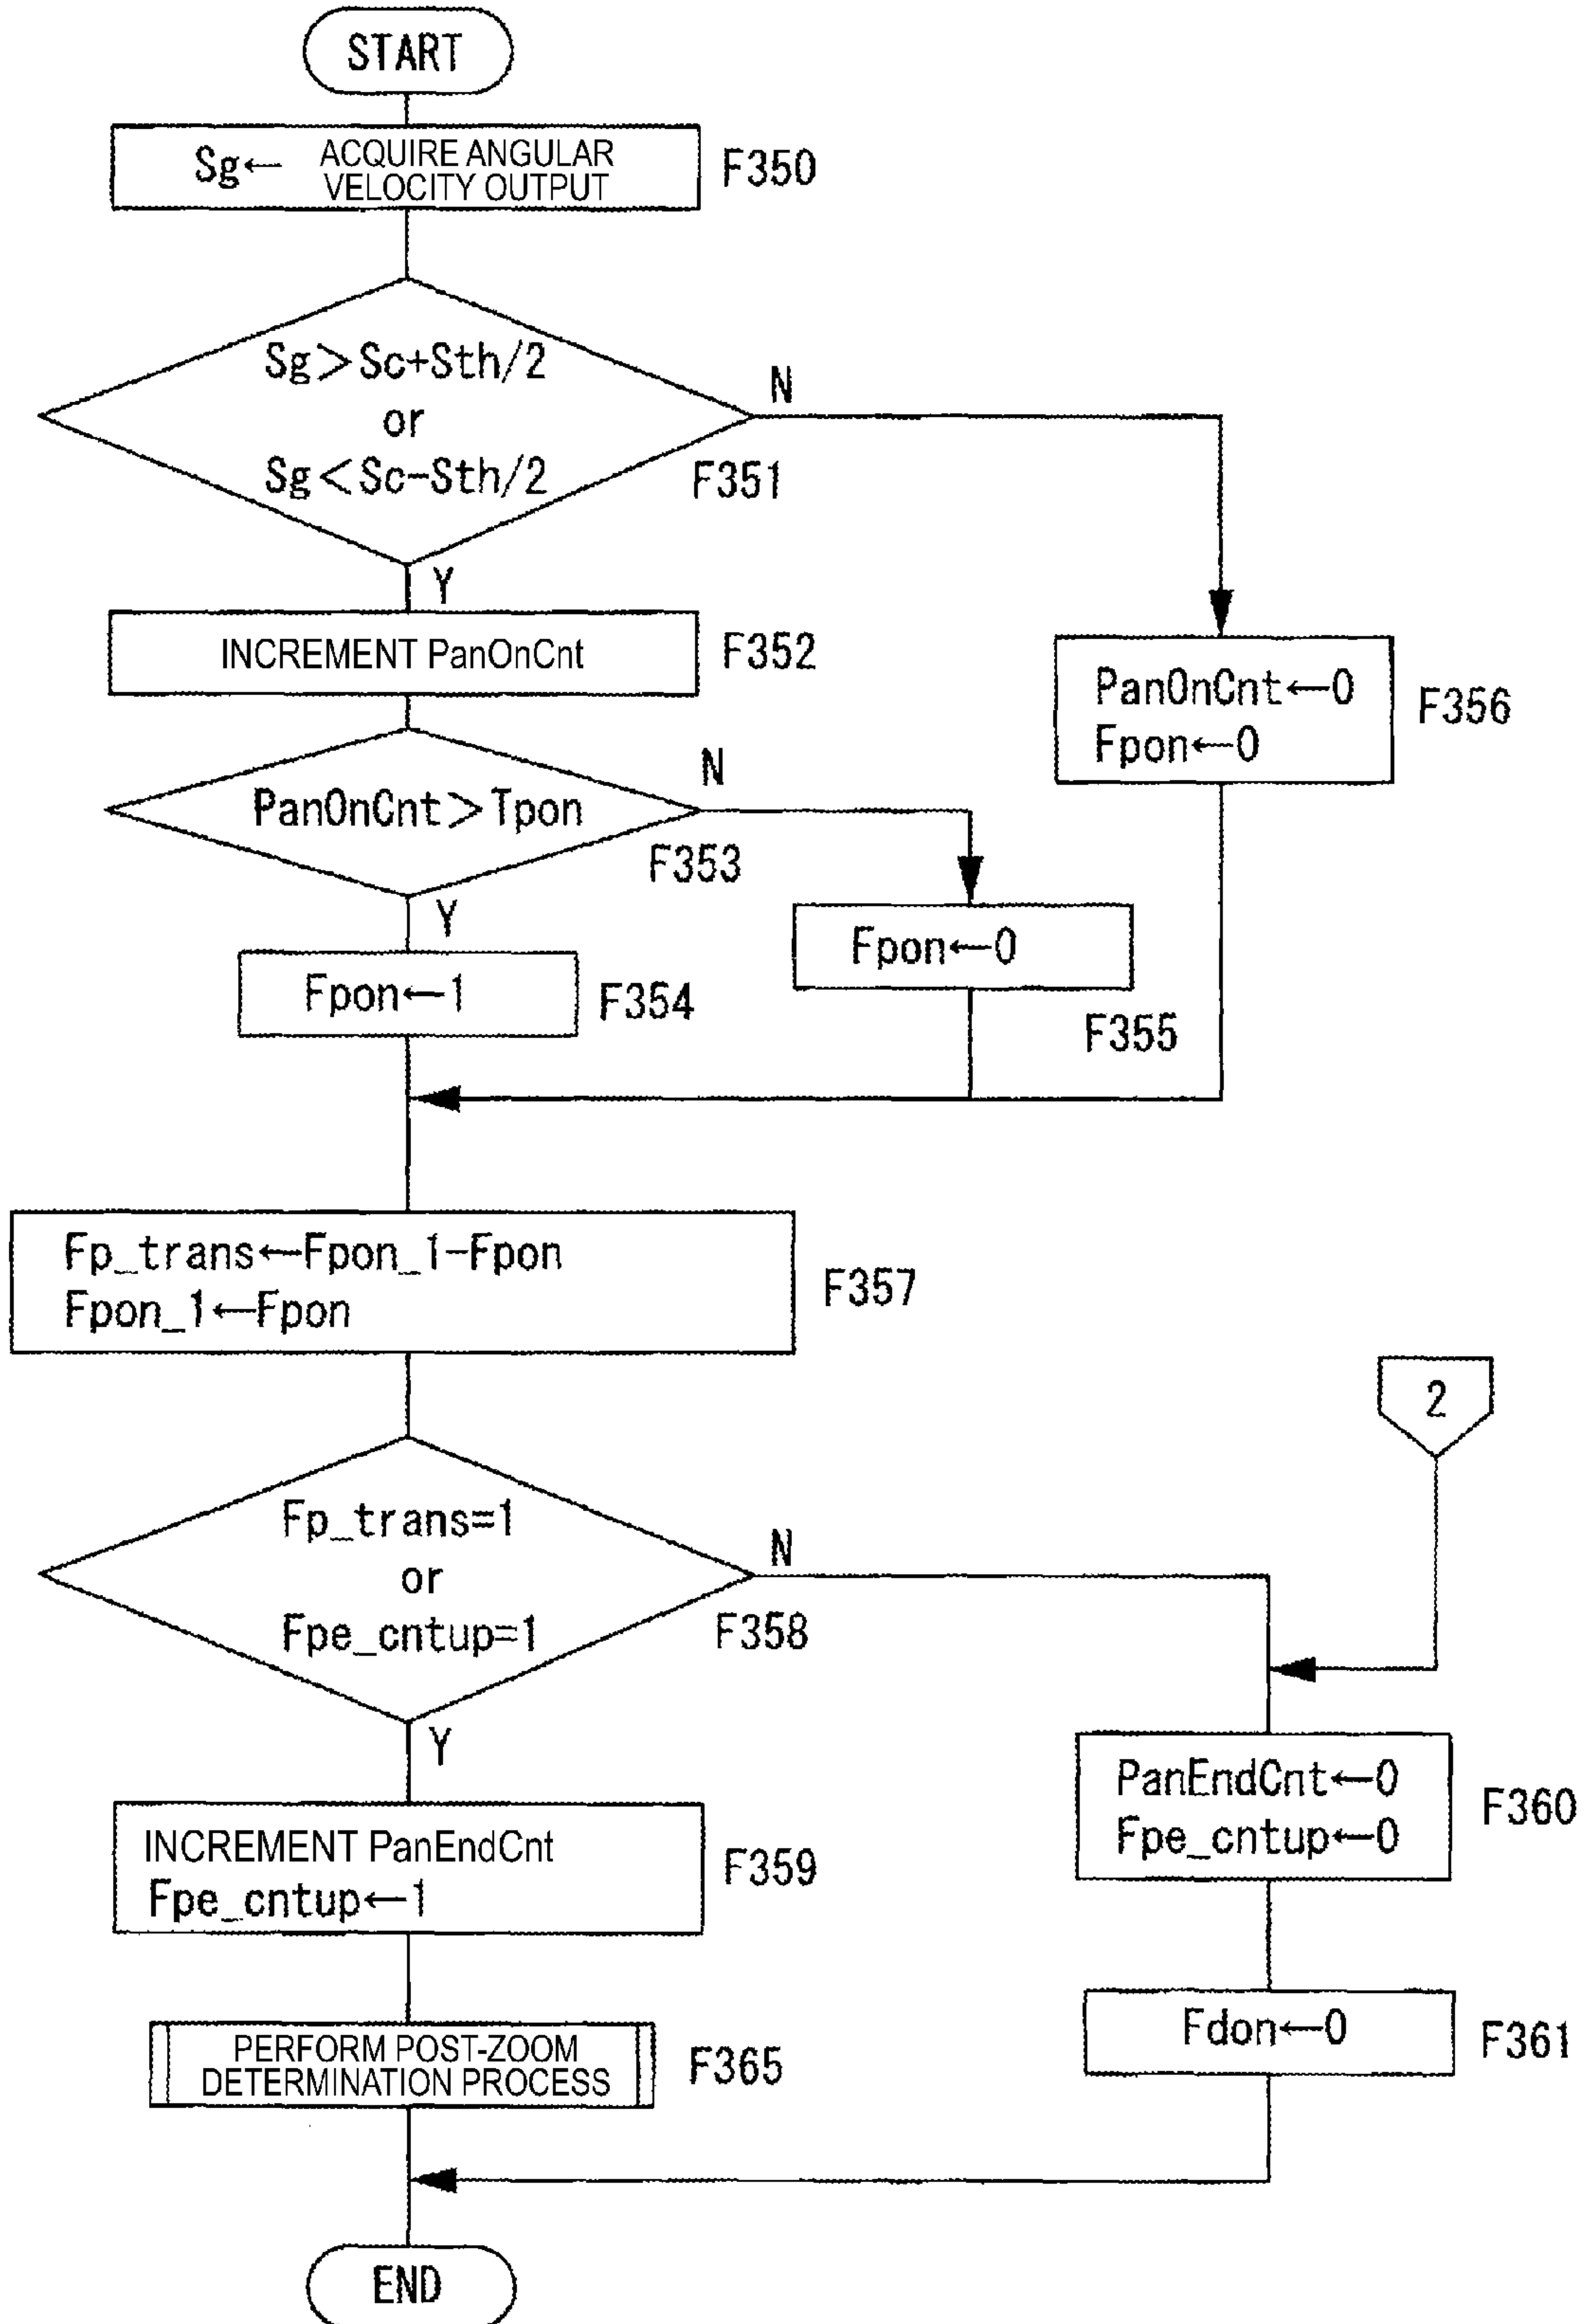 START
Sg← ACQUIRE ANGULAR
VELOCITY OUTPUT
F350
Sg>Sc+Sth/2
or
Sg<Sc-Sth/2
F351
N
Y
INCREMENT PanOnCnt
F352
PanOnCnt←0
Fpon←0
F356
PanOnCnt>Tpon
F353
N
Y
Fpon←1
F354
Fpon←0
F355
Fp_trans←Fpon_1-Fpon
Fpon_1←Fpon
F357
2
Fp_trans=1
or
Fpe_cntup=1
F358
N
Y
INCREMENT PanEndCnt
Fpe_cntup←1
F359
PanEndCnt←0
Fpe_cntup←0
F360
PERFORM POST-ZOOM
DETERMINATION PROCESS
F365
Fdon←0
F361
END